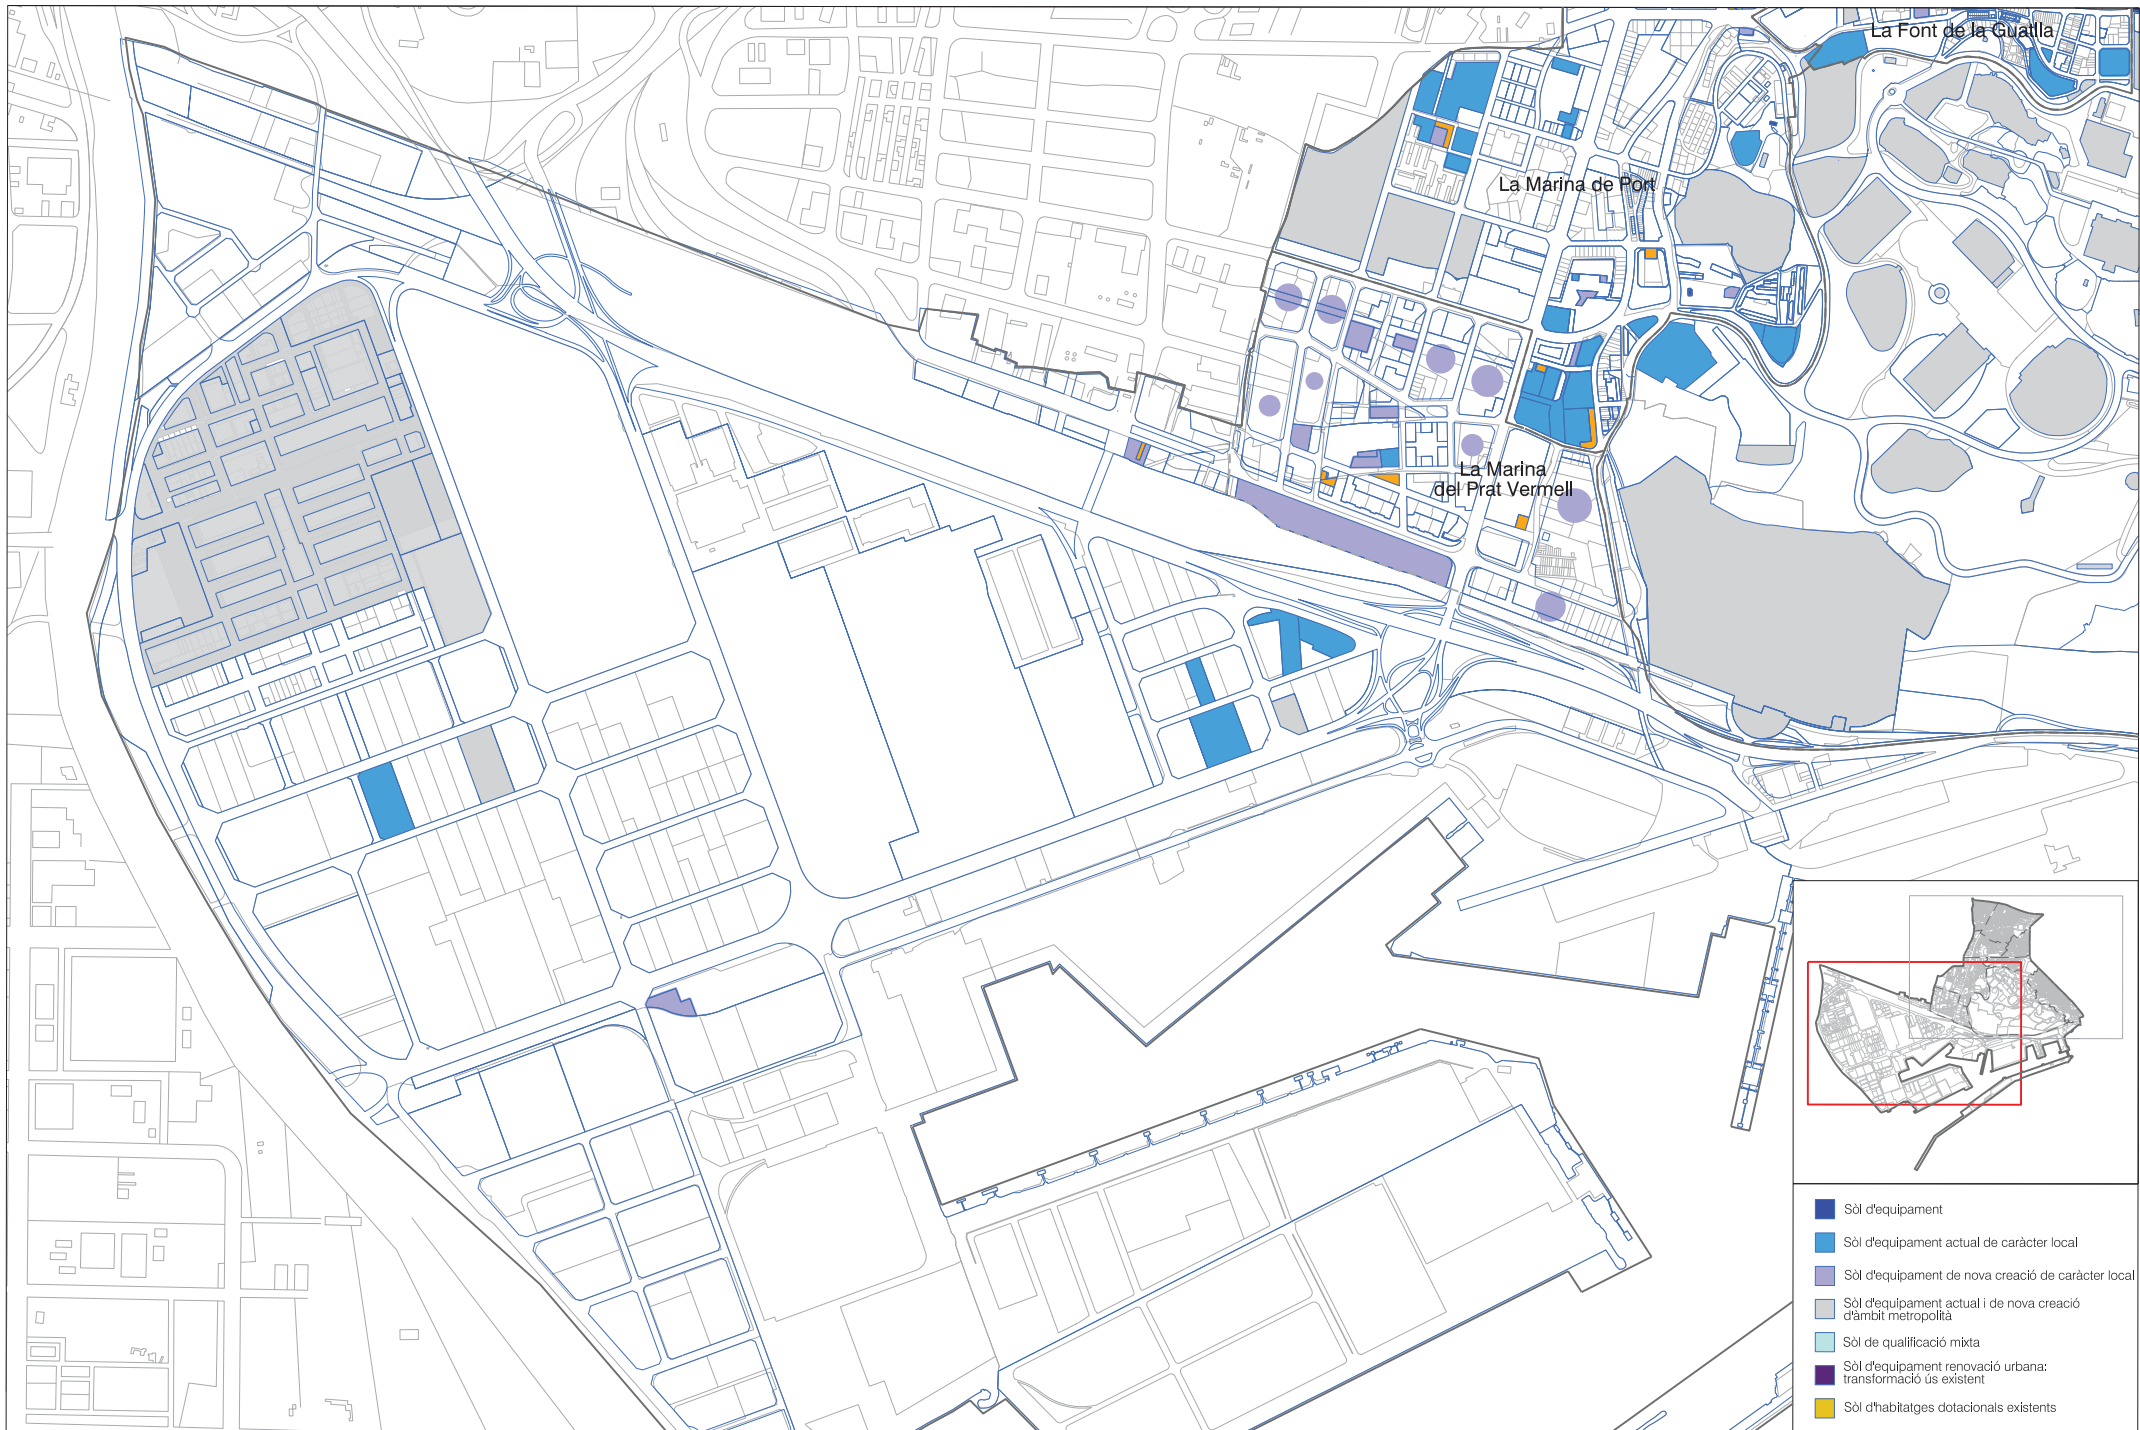 La Font de la Guatlla
La Marina de Port
La Marina
del Prat Vermell
Sòl d'equipament
Sòl d'equipament actual de caràcter local
Sòl d'equipament de nova creació de caràcter local
Sòl d'equipament actual i de nova creació
d'àmbit metropolità
Sòl de qualificació mixta
Sòl d'equipament renovació urbana:
transformació ús existent
Sòl d'habitatges dotacionals existents